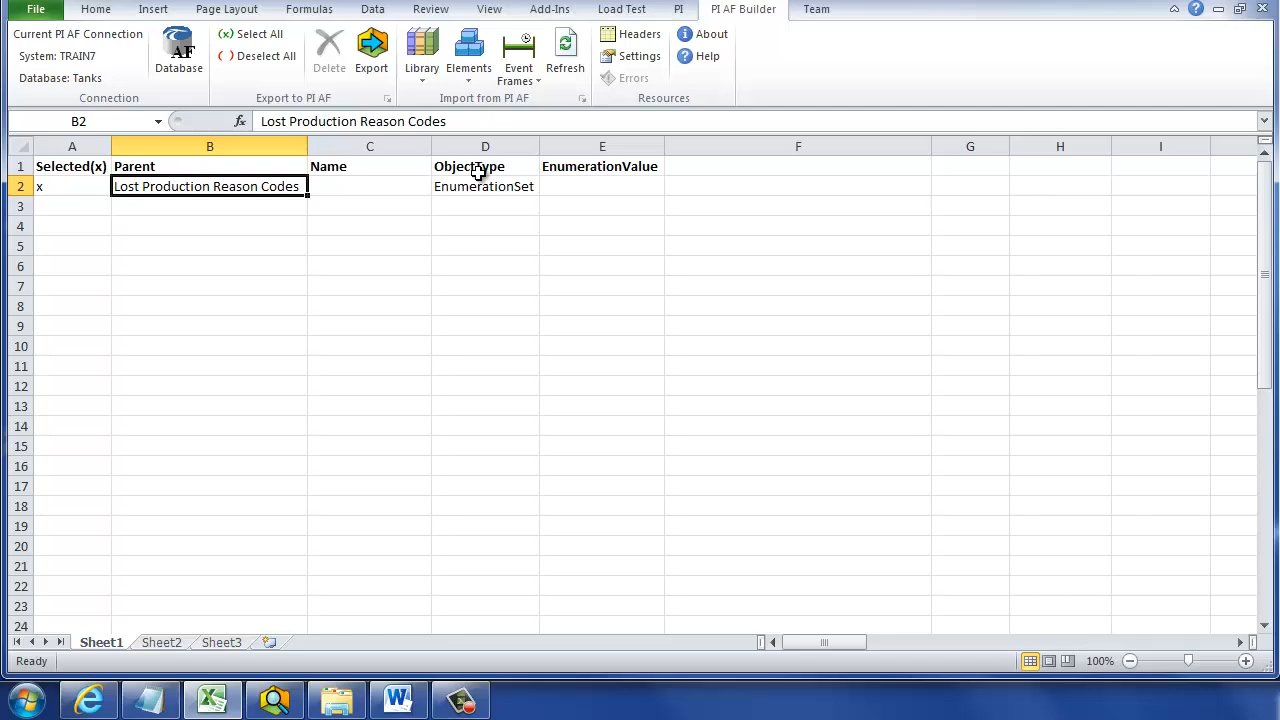 File Home Insert Page Layout Formulas Data Review View Add-Ins Load Test PI PI AF Builder Team
Current PI AF Connection
System: TRAIN7
Database: Tanks
Connection
Database
(x) Select All
( ) Deselect All
Delete
Export
Export to PI AF
Library
Elements
Event
Frames
Refresh
Import from PI AF
Headers
Settings
Errors
About
Help
Resources
B2 fx Lost Production Reason Codes
A B C D E F G H I
1 Selected(x) Parent Name ObjectType EnumerationValue
2 x Lost Production Reason Codes EnumerationSet
3
4
5
6
7
8
9
10
11
12
13
14
15
16
17
18
19
20
21
22
23
24
Sheet1 Sheet2 Sheet3
Ready 100%